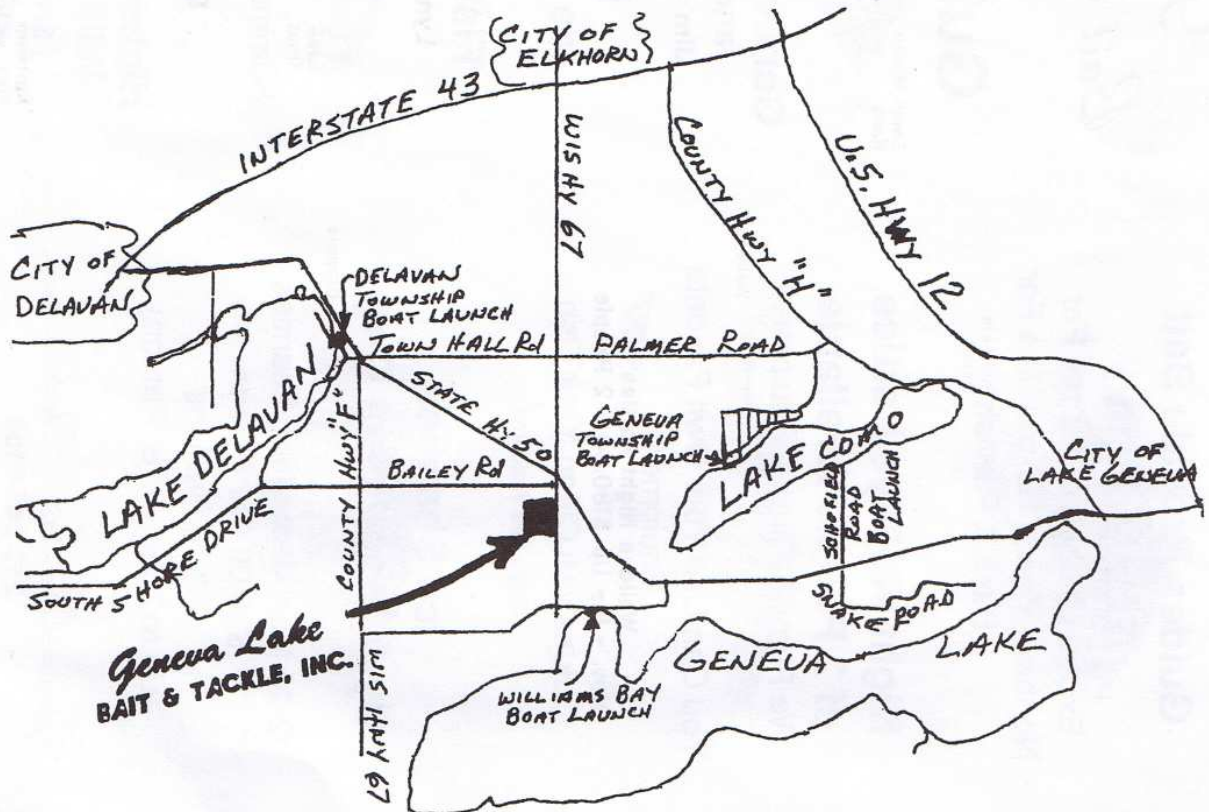 {CITY OF
ELKHORN}
INTERSTATE 43
WIS HY 67
COUNTY HWY "H"
U.S. HWY 12
CITY OF
DELAVAN
DELAVAN
TOWNSHIP
BOAT LAUNCH
TOWN HALL Rd
PALMER ROAD
LAKE DELAVAN
COUNTY HWY "F"
STATE HY 50
BAILEY Rd
GENEVA
TOWNSHIP
BOAT LAUNCH
LAKE COMO
CITY OF
LAKE GENEVA
SCHOFIELD
ROAD
BOAT
LAUNCH
SOUTH SHORE DRIVE
SNAKE ROAD
Geneva Lake
BAIT & TACKLE, INC.
WIS HWY 67
WILLIAMS BAY
BOAT LAUNCH
GENEVA LAKE